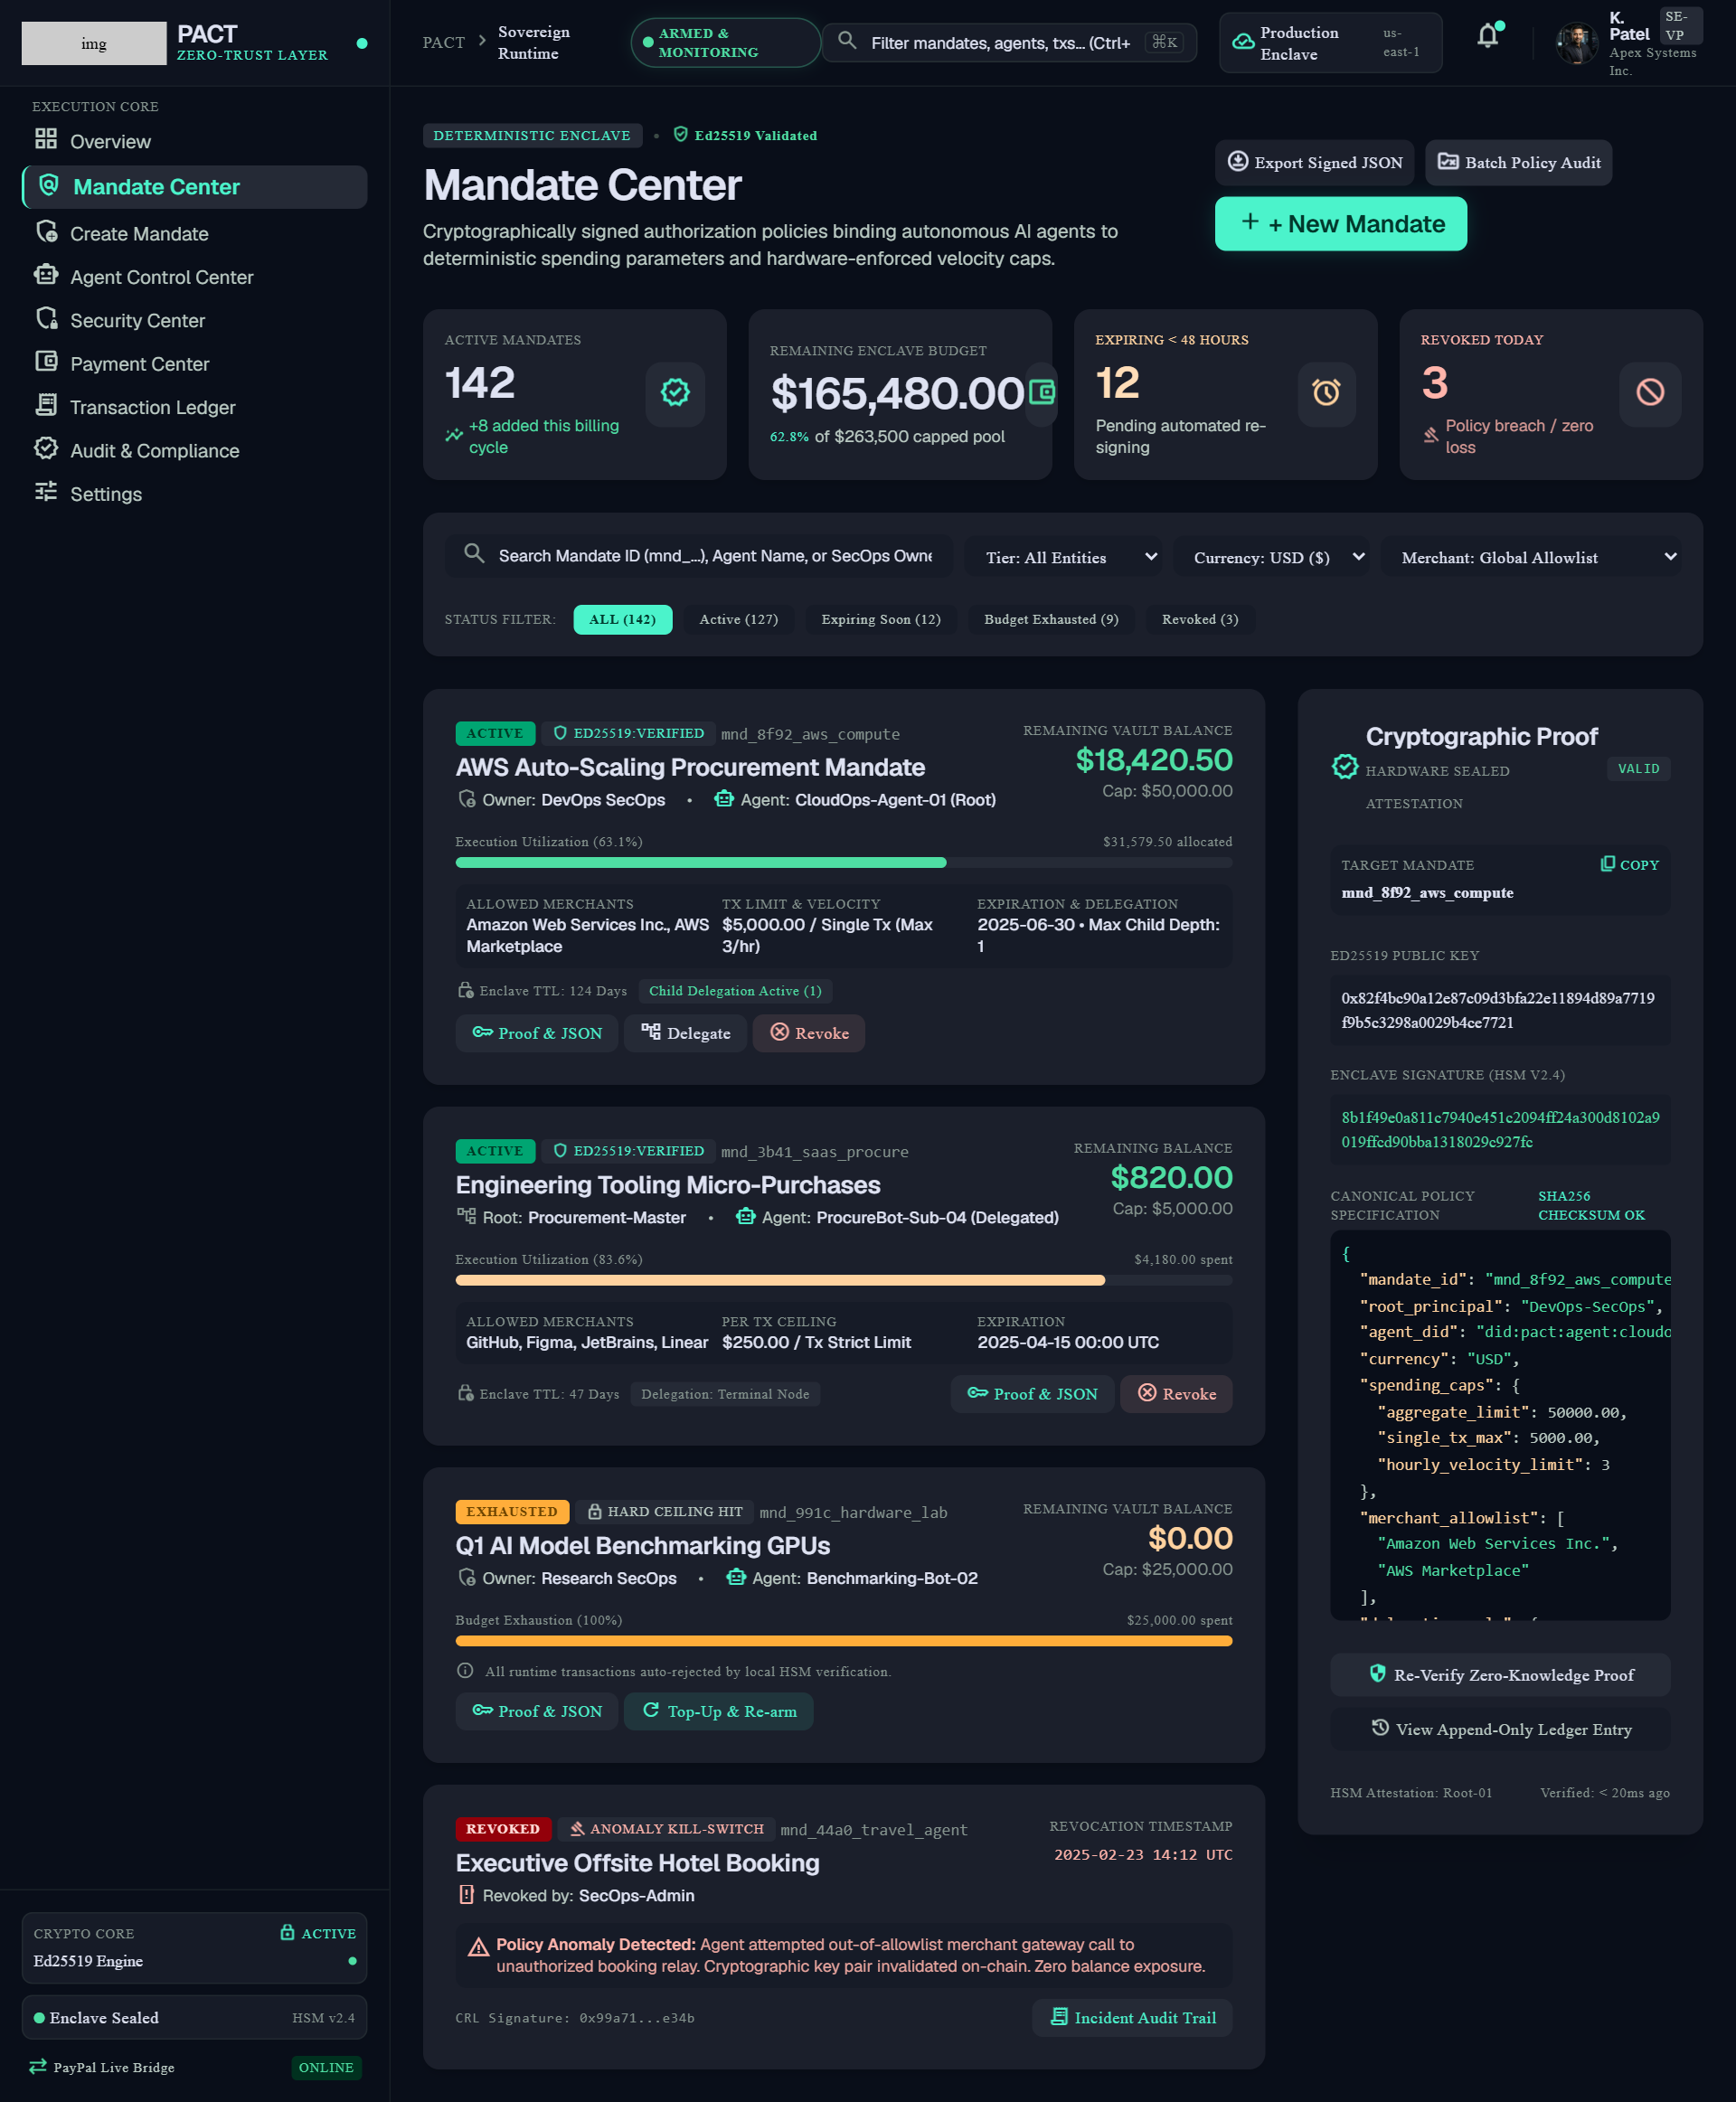 img
PACT
ZERO-TRUST LAYER
EXECUTION CORE
Overview
Mandate Center
Create Mandate
Agent Control Center
Security Center
Payment Center
Transaction Ledger
Audit & Compliance
Settings
CRYPTO CORE
ACTIVE
Ed25519 Engine
Enclave Sealed
HSM v2.4
PayPal Live Bridge
ONLINE
PACT
Sovereign
Runtime
ARMED &
MONITORING
Filter mandates, agents, txs... (Ctrl+
⌘K
Production
Enclave
us-
east-1
K.
Patel
SE-
VP
Apex Systems
Inc.
DETERMINISTIC ENCLAVE
• Ed25519 Validated
Mandate Center
Cryptographically signed authorization policies binding autonomous AI agents to
deterministic spending parameters and hardware-enforced velocity caps.
Export Signed JSON
Batch Policy Audit
+ New Mandate
ACTIVE MANDATES
142
+8 added this billing
cycle
REMAINING ENCLAVE BUDGET
$165,480.00
62.8% of $263,500 capped pool
EXPIRING < 48 HOURS
12
Pending automated re-
signing
REVOKED TODAY
3
Policy breach / zero
loss
Search Mandate ID (mnd_...), Agent Name, or SecOps Owne
Tier: All Entities
Currency: USD ($)
Merchant: Global Allowlist
STATUS FILTER:
ALL (142)
Active (127)
Expiring Soon (12)
Budget Exhausted (9)
Revoked (3)
ACTIVE
ED25519:VERIFIED
mnd_8f92_aws_compute
AWS Auto-Scaling Procurement Mandate
Owner: DevOps SecOps • Agent: CloudOps-Agent-01 (Root)
REMAINING VAULT BALANCE
$18,420.50
Cap: $50,000.00
Execution Utilization (63.1%)
$31,579.50 allocated
ALLOWED MERCHANTS
Amazon Web Services Inc., AWS
Marketplace
TX LIMIT & VELOCITY
$5,000.00 / Single Tx (Max
3/hr)
EXPIRATION & DELEGATION
2025-06-30 • Max Child Depth:
1
Enclave TTL: 124 Days
Child Delegation Active (1)
Proof & JSON
Delegate
Revoke
ACTIVE
ED25519:VERIFIED
mnd_3b41_saas_procure
Engineering Tooling Micro-Purchases
Root: Procurement-Master • Agent: ProcureBot-Sub-04 (Delegated)
REMAINING BALANCE
$820.00
Cap: $5,000.00
Execution Utilization (83.6%)
$4,180.00 spent
ALLOWED MERCHANTS
GitHub, Figma, JetBrains, Linear
PER TX CEILING
$250.00 / Tx Strict Limit
EXPIRATION
2025-04-15 00:00 UTC
Enclave TTL: 47 Days
Delegation: Terminal Node
Proof & JSON
Revoke
EXHAUSTED
HARD CEILING HIT
mnd_991c_hardware_lab
Q1 AI Model Benchmarking GPUs
Owner: Research SecOps • Agent: Benchmarking-Bot-02
REMAINING VAULT BALANCE
$0.00
Cap: $25,000.00
Budget Exhaustion (100%)
$25,000.00 spent
All runtime transactions auto-rejected by local HSM verification.
Proof & JSON
Top-Up & Re-arm
REVOKED
ANOMALY KILL-SWITCH
mnd_44a0_travel_agent
Executive Offsite Hotel Booking
Revoked by: SecOps-Admin
REVOCATION TIMESTAMP
2025-02-23 14:12 UTC
Policy Anomaly Detected: Agent attempted out-of-allowlist merchant gateway call to
unauthorized booking relay. Cryptographic key pair invalidated on-chain. Zero balance exposure.
CRL Signature: 0x99a71...e34b
Incident Audit Trail
Cryptographic Proof
HARDWARE SEALED
ATTESTATION
VALID
TARGET MANDATE
COPY
mnd_8f92_aws_compute
ED25519 PUBLIC KEY
0x82f4bc90a12e87c09d3bfa22e11894d89a7719
f9b5c3298a0029b4ce7721
ENCLAVE SIGNATURE (HSM V2.4)
8b1f49e0a811c7940e451c2094ff24a300d8102a9
019ffcd90bba1318029c927fc
CANONICAL POLICY
SPECIFICATION
SHA256
CHECKSUM OK
{
"mandate_id": "mnd_8f92_aws_compute
"root_principal": "DevOps-SecOps",
"agent_did": "did:pact:agent:cloudo
"currency": "USD",
"spending_caps": {
"aggregate_limit": 50000.00,
"single_tx_max": 5000.00,
"hourly_velocity_limit": 3
},
"merchant_allowlist": [
"Amazon Web Services Inc.",
"AWS Marketplace"
],
Re-Verify Zero-Knowledge Proof
View Append-Only Ledger Entry
HSM Attestation: Root-01
Verified: < 20ms ago